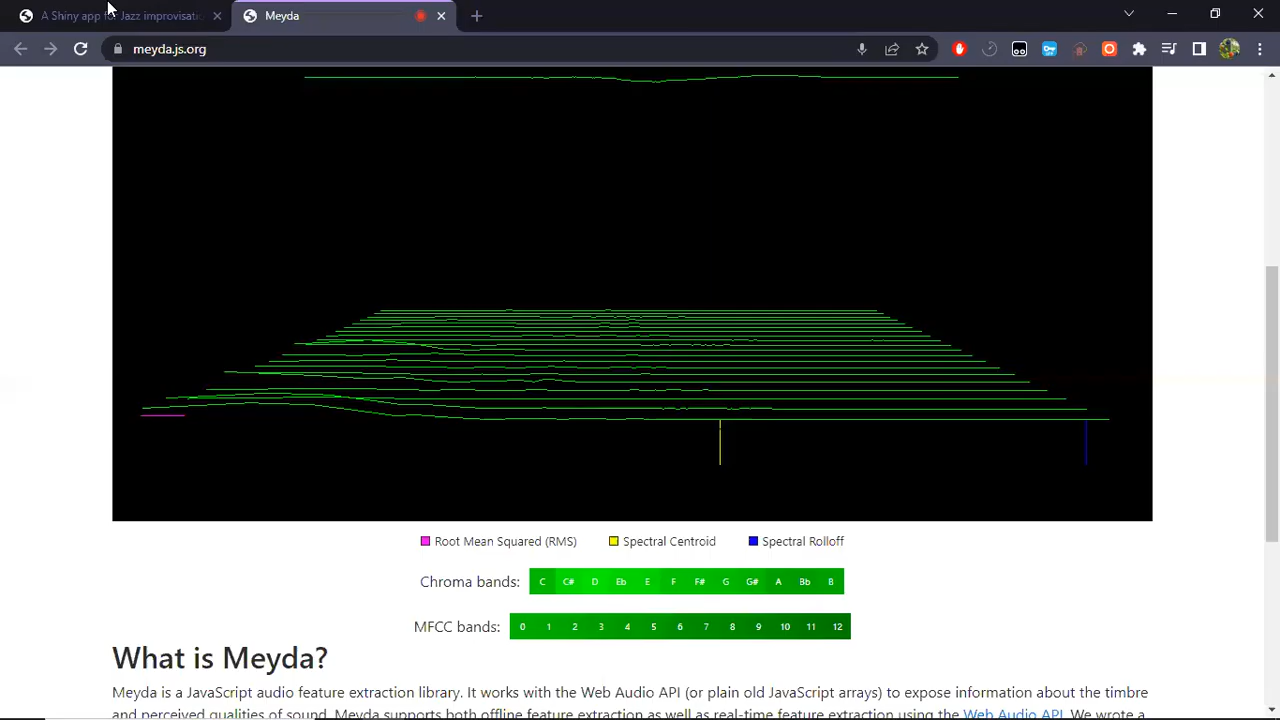 A Shiny app for Jazz improvisatio
Meyda
meyda.js.org
Root Mean Squared (RMS) Spectral Centroid Spectral Rolloff
Chroma bands: C C# D Eb E F F# G G# A Bb B
MFCC bands: 0 1 2 3 4 5 6 7 8 9 10 11 12
What is Meyda?
Meyda is a JavaScript audio feature extraction library. It works with the Web Audio API (or plain old JavaScript arrays) to expose information about the timbre
and perceived qualities of sound. Meyda supports both offline feature extraction as well as real-time feature extraction using the Web Audio API. We wrote a